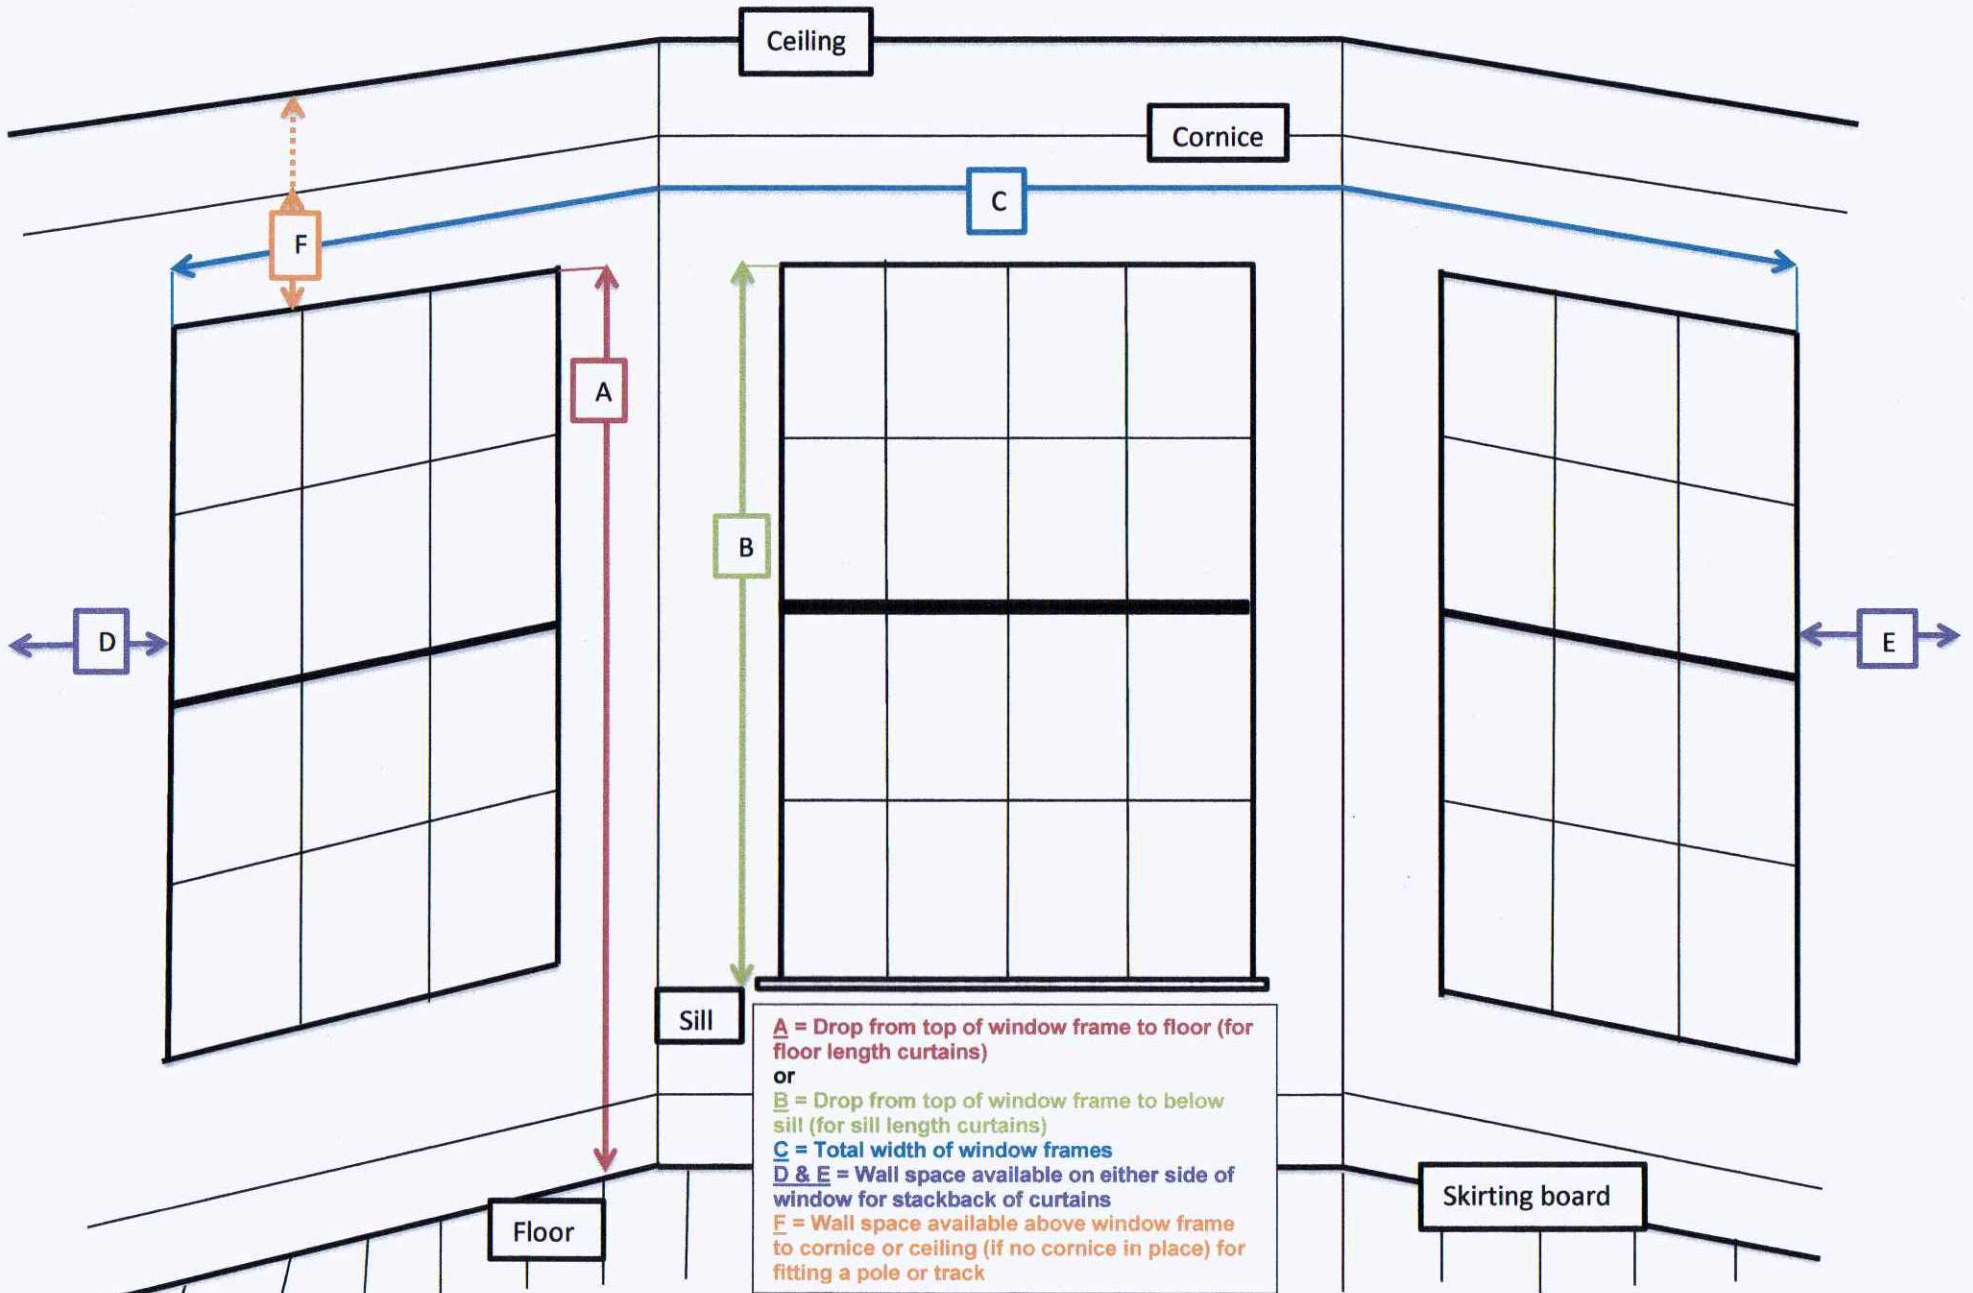 Ceiling
Cornice
C
F
A
B
D
E
Sill
A = Drop from top of window frame to floor (for
floor length curtains)
or
B = Drop from top of window frame to below
sill (for sill length curtains)
C = Total width of window frames
D & E = Wall space available on either side of
window for stackback of curtains
F = Wall space available above window frame
to cornice or ceiling (if no cornice in place) for
fitting a pole or track
Skirting board
Floor